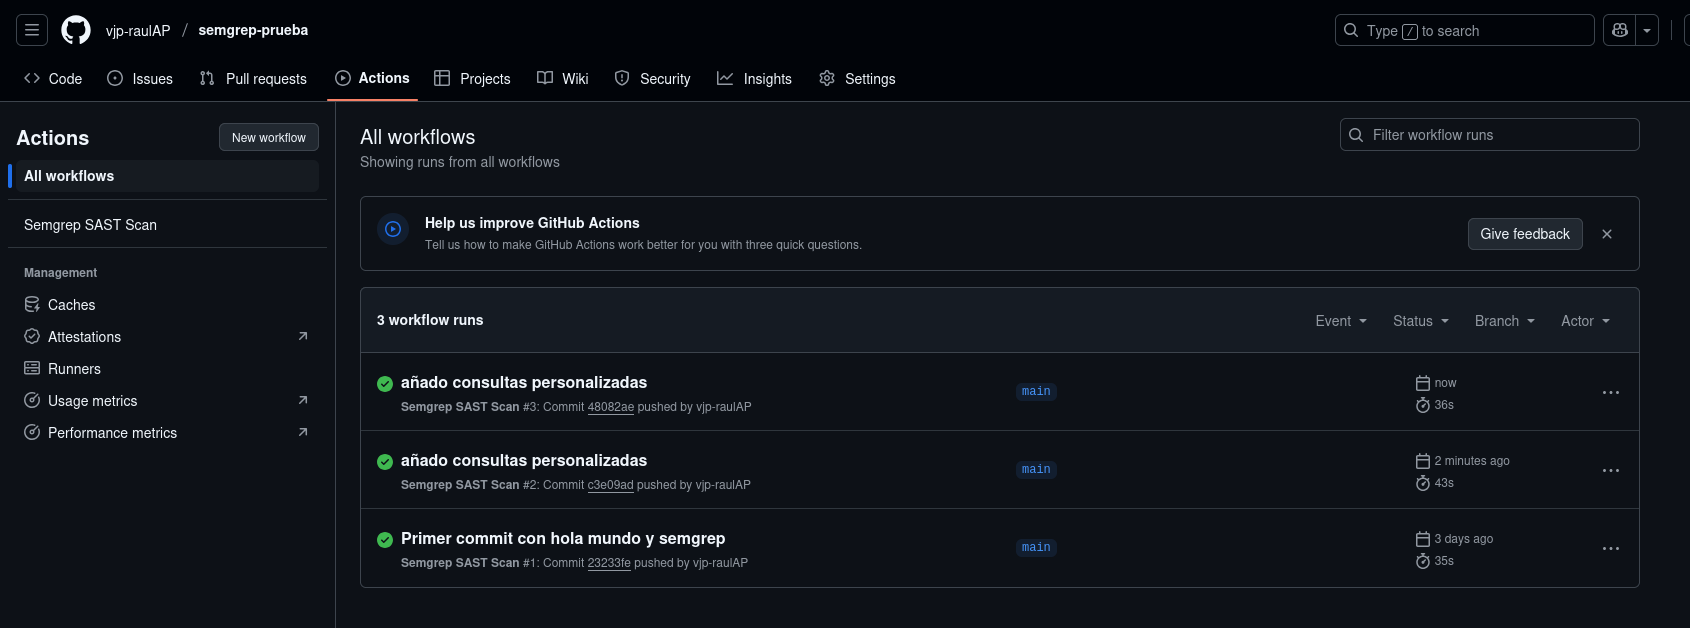 vjp-raulAP / semgrep-prueba
Type / to search
Code Issues Pull requests Actions Projects Wiki Security Insights Settings
Actions
New workflow
All workflows
Semgrep SAST Scan
Management
Caches
Attestations
Runners
Usage metrics
Performance metrics
All workflows
Showing runs from all workflows
Filter workflow runs
Help us improve GitHub Actions
Tell us how to make GitHub Actions work better for you with three quick questions.
Give feedback
3 workflow runs
Event Status Branch Actor
añado consultas personalizadas
Semgrep SAST Scan #3: Commit 48082ae pushed by vjp-raulAP
main
now
36s
añado consultas personalizadas
Semgrep SAST Scan #2: Commit c3e09ad pushed by vjp-raulAP
main
2 minutes ago
43s
Primer commit con hola mundo y semgrep
Semgrep SAST Scan #1: Commit 23233fe pushed by vjp-raulAP
main
3 days ago
35s